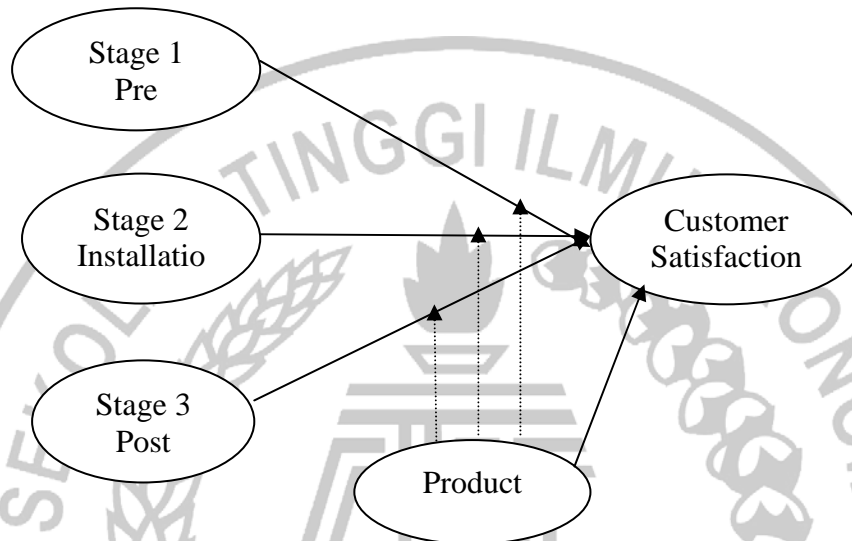 Stage 1
Pre
TINGGI ILMU
Stage 2
Installatio
Customer
Satisfaction
Stage 3
Post
Product